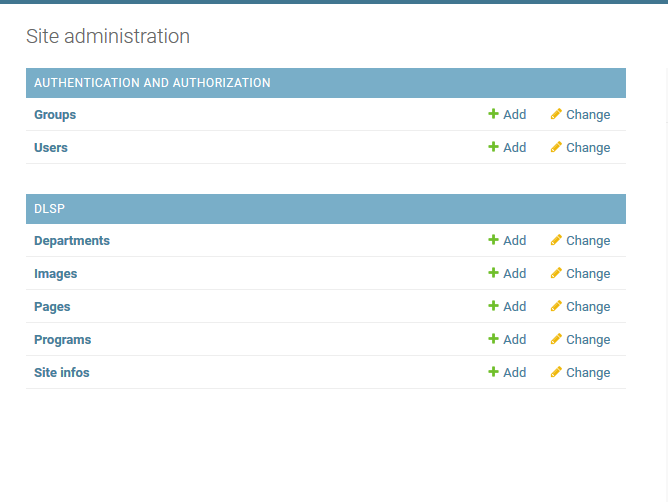 Site administration
AUTHENTICATION AND AUTHORIZATION
Groups Add Change
Users Add Change
DLSP
Departments Add Change
Images Add Change
Pages Add Change
Programs Add Change
Site infos Add Change